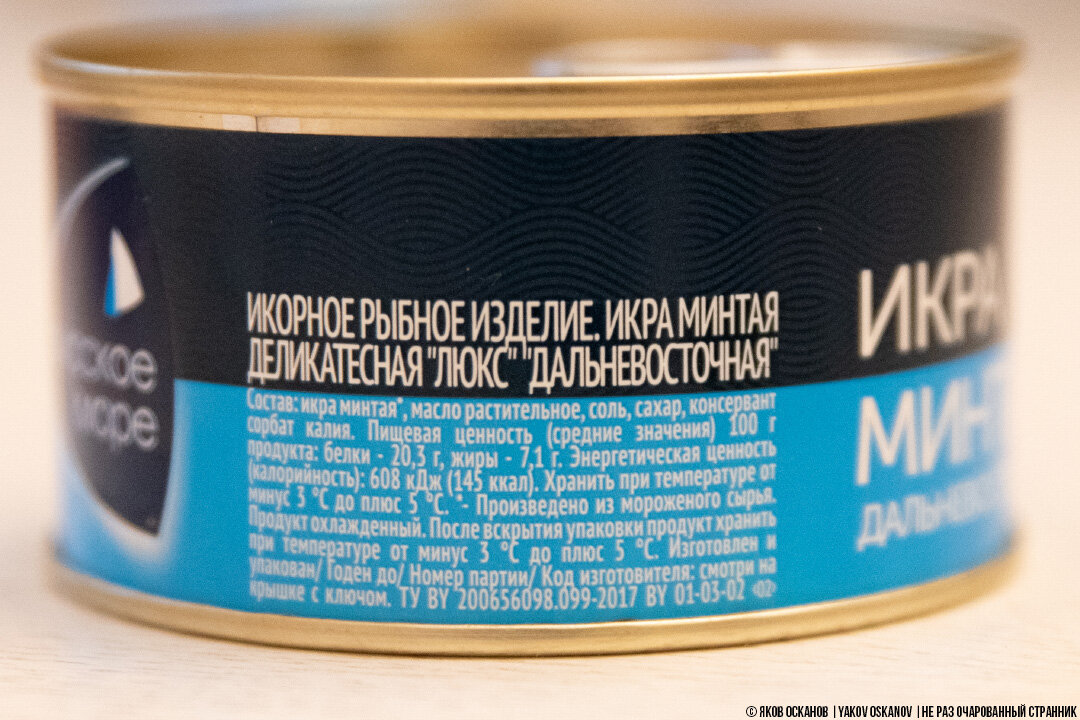 ИКОРНОЕ РЫБНОЕ ИЗДЕЛИЕ. ИКРА МИНТАЯ
ДЕЛИКАТЕСНАЯ "ЛЮКС" "ДАЛЬНЕВОСТОЧНАЯ"
Состав: икра минтая*, масло растительное, соль, сахар, консервант
сорбат калия. Пищевая ценность (средние значения) 100 г
продукта: белки - 20,3 г, жиры - 7,1 г. Энергетическая ценность
(калорийность): 608 кДж (145 ккал). Хранить при температуре от
минус 3 °C до плюс 5 °C. *- Произведено из мороженого сырья.
Продукт охлажденный. После вскрытия упаковки продукт хранить
при температуре от минус 3 °C до плюс 5 °C. Изготовлен и
упакован/ Годен до/ Номер партии/ Код изготовителя: смотри на
крышке с ключом. ТУ BY 200656098.099-2017 BY 01-03-02 <02>
ИКРА
© ЯКОВ ОСКАНОВ | YAKOV OSKANOV | НЕ РАЗ ОЧАРОВАННЫЙ СТРАННИК